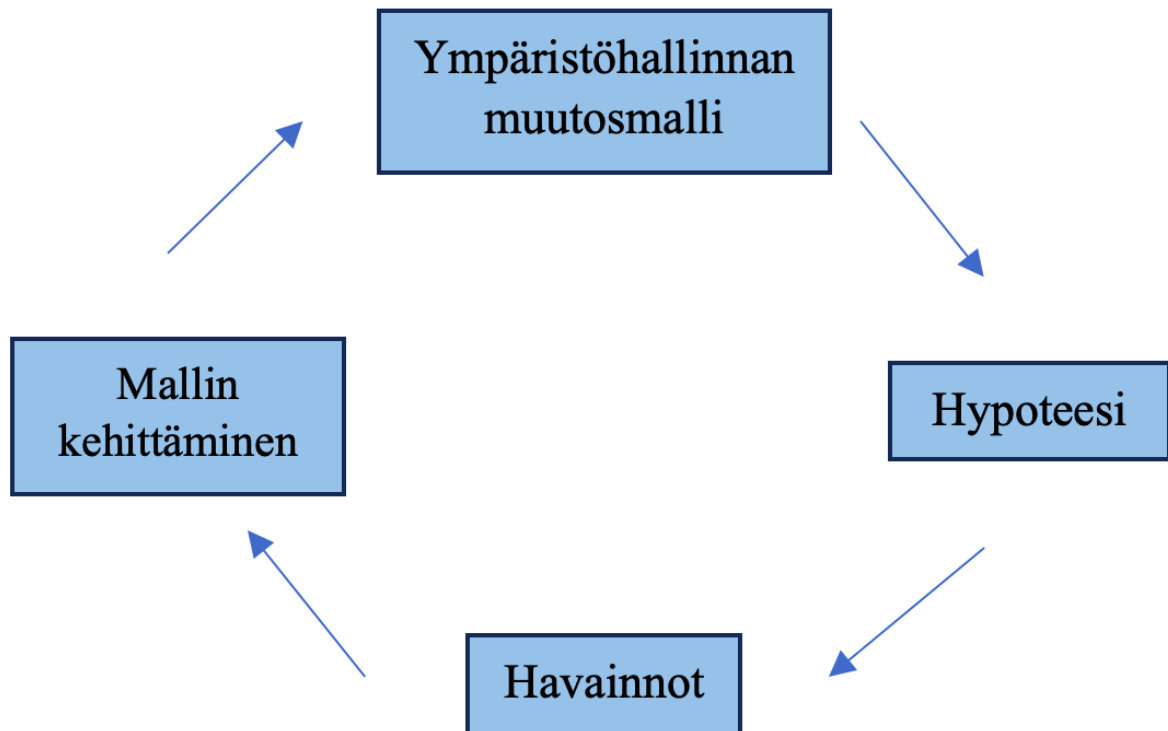 Ympäristöhallinnan
muutosmalli
Hypoteesi
Havainnot
Mallin
kehittäminen